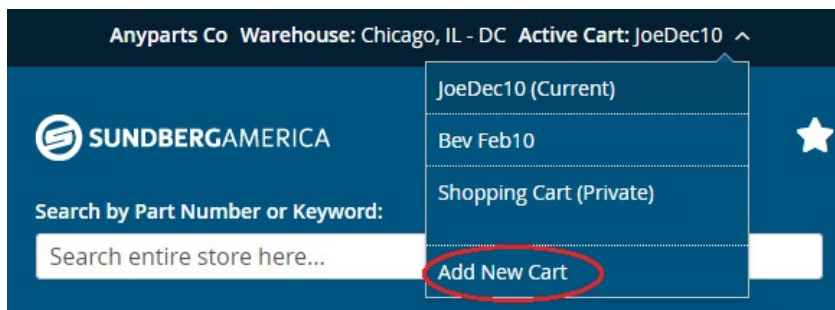 Anyparts Co Warehouse: Chicago, IL - DC Active Cart: JoeDec10
JoeDec10 (Current)
SUNDBERGAMERICA
Bev Feb10
Shopping Cart (Private)
Search by Part Number or Keyword:
Search entire store here...
Add New Cart